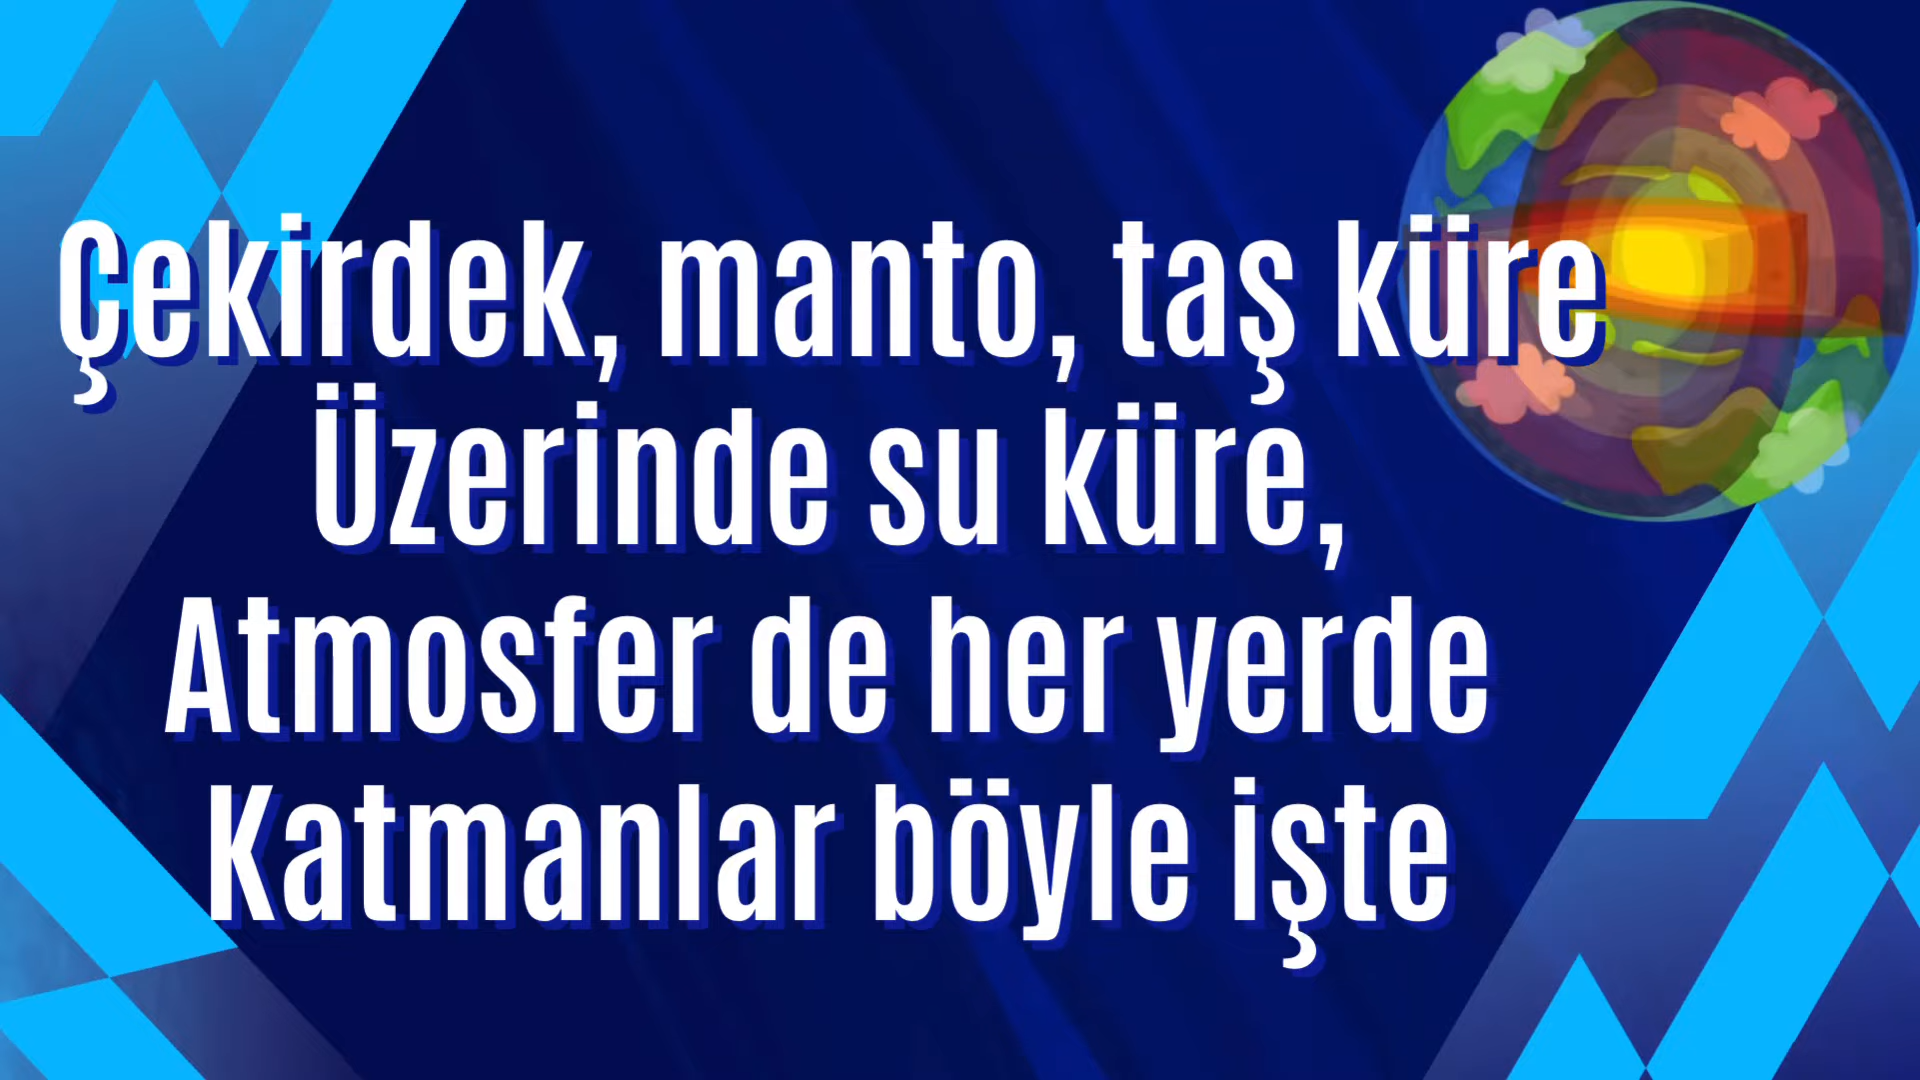 Çekirdek, manto, taş küre
Üzerinde su küre,
Atmosfer de her yerde
Katmanlar böyle işte